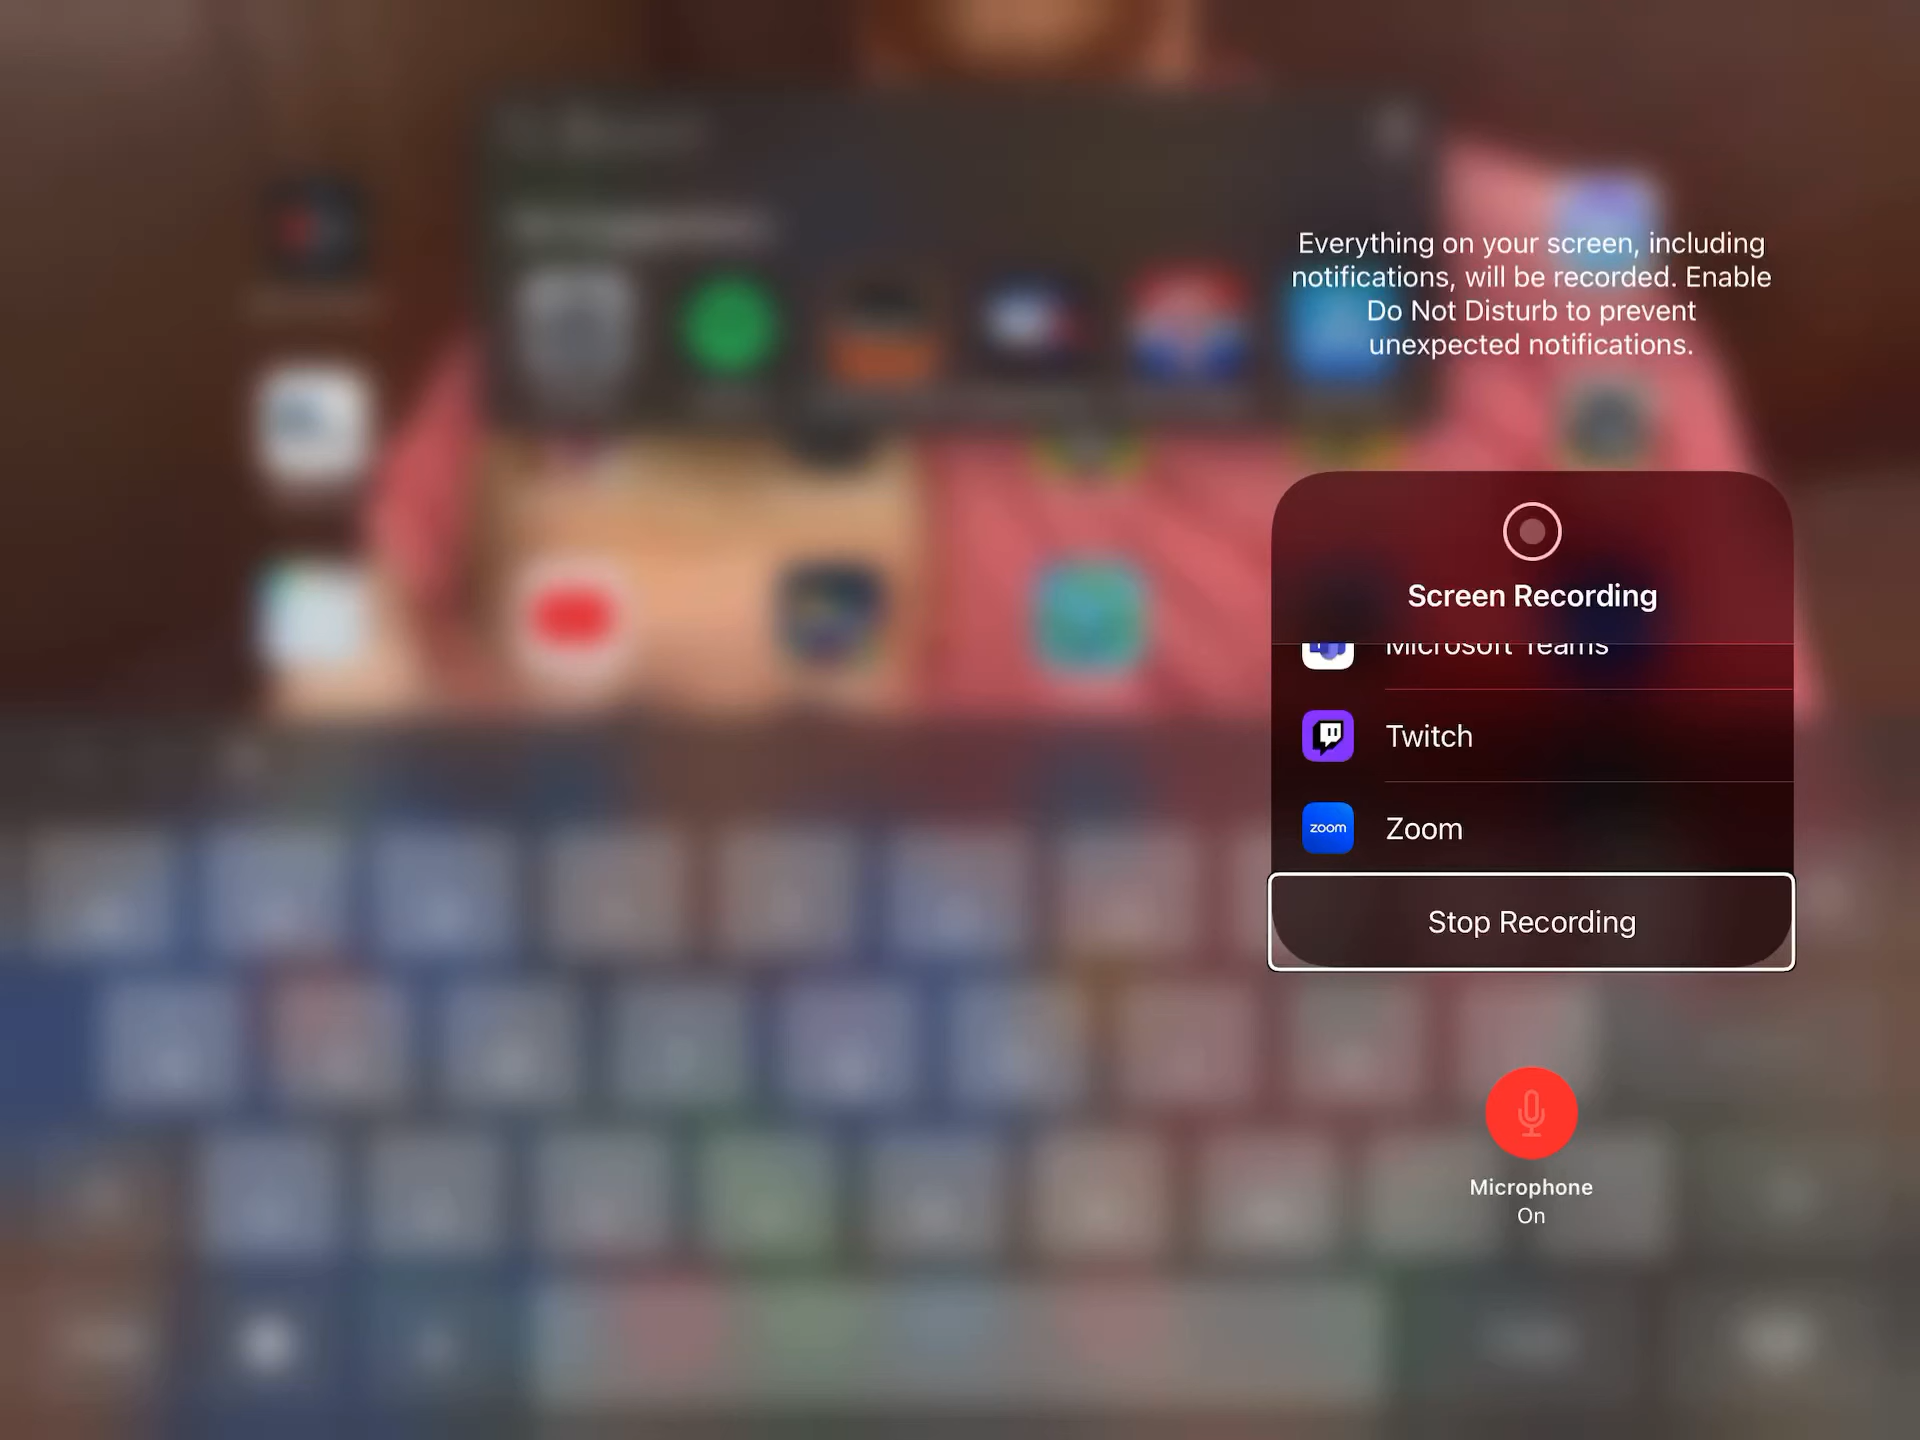 Everything on your screen, including
notifications, will be recorded. Enable
Do Not Disturb to prevent
unexpected notifications.
Screen Recording
Microsoft Teams
Twitch
zoom
Zoom
Stop Recording
Microphone
On